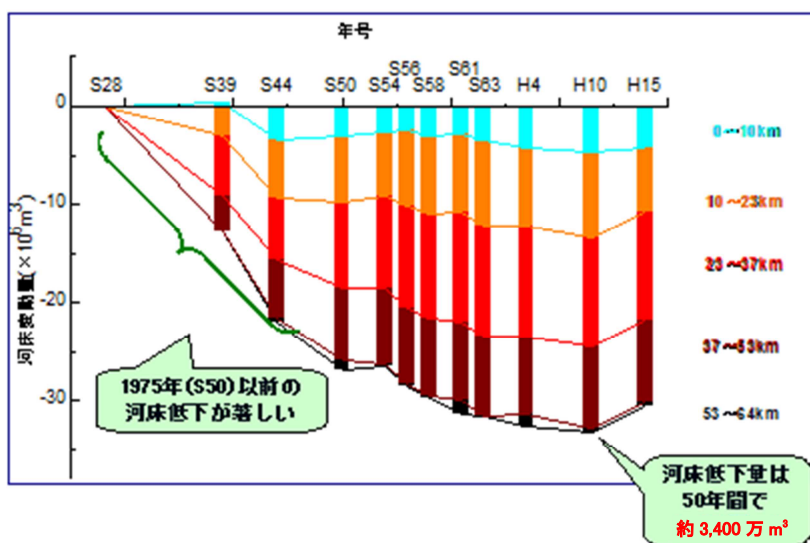 年号
S28
S39
S44
S50
S54
S56
S58
S61
S63
H4
H10
H15
0
-10
-20
-30
河床変動量(×10⁶m³)
0～10km
10～23km
23～37km
37～53km
53～64km
1975年(S50)以前の
河床低下が著しい
河床低下量は
50年間で
約 3,400 万 m³